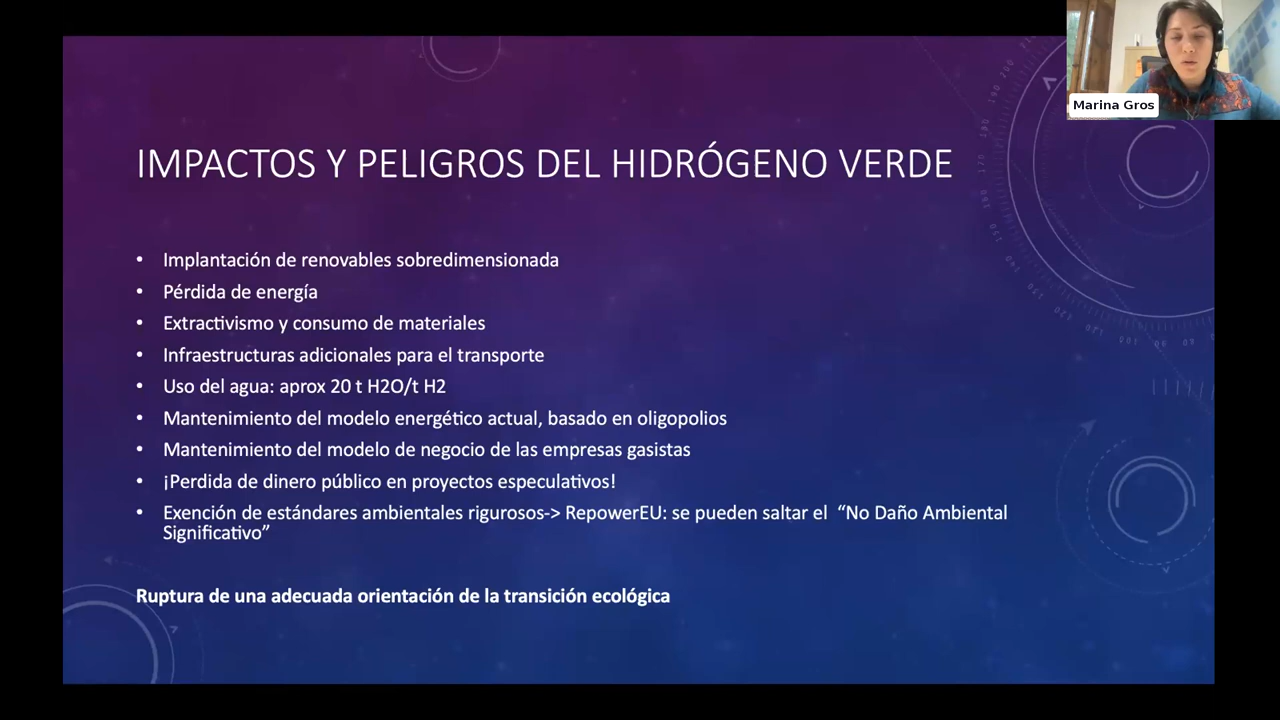 Marina Gros
IMPACTOS Y PELIGROS DEL HIDRÓGENO VERDE
• Implantación de renovables sobredimensionada
• Pérdida de energía
• Extractivismo y consumo de materiales
• Infraestructuras adicionales para el transporte
• Uso del agua: aprox 20 t H2O/t H2
• Mantenimiento del modelo energético actual, basado en oligopolios
• Mantenimiento del modelo de negocio de las empresas gasistas
• ¡Perdida de dinero público en proyectos especulativos!
• Exención de estándares ambientales rigurosos-> RepowerEU: se pueden saltar el “No Daño Ambiental
Significativo”
Ruptura de una adecuada orientación de la transición ecológica